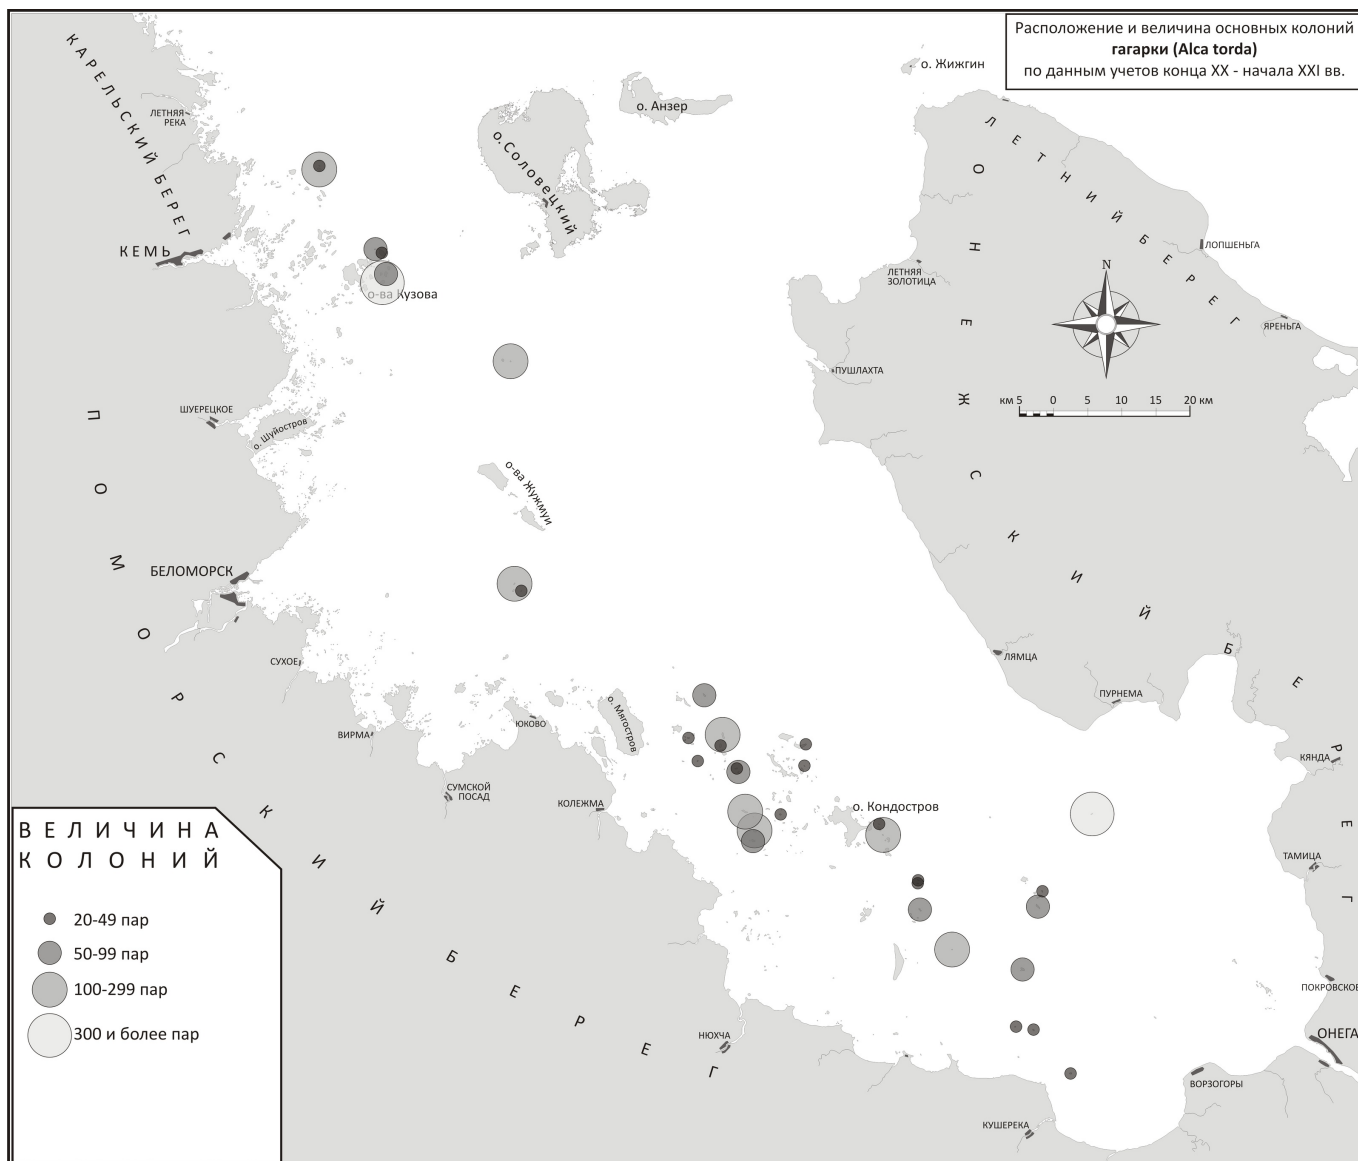 Расположение и величина основных колоний
гагарки (Alca torda)
по данным учетов конца XX - начала XXI вв.
КАРЕЛЬСКИЙ БЕРЕГ
ЛЕТНЯЯ
РЕКА
о. Соловецкий
о. Анзер
о. Жижгин
ЛЕТНИЙ БЕРЕГ
ОНЕЖСКИЙ БЕРЕГ
ЛОПШЕНЬГА
КЕМЬ
ЛЕТНЯЯ
ЗОЛОТИЦА
N
о-ва Кузова
ЯРЕНЬГА
ПУШЛАХТА
км 5 0 5 10 15 20 км
ПОМОРСКИЙ БЕРЕГ
ШУЕРЕЦКОЕ
о. Шуйостров
о-ва Жужмуи
БЕЛОМОРСК
СУХОЕ
ЛЯМЦА
ПУРНЕМА
ВИРМА
ЮКОВО
о. Мягостров
КЯНДА
СУМСКОЙ
ПОСАД
КОЛЕЖМА
о. Кондостров
ТАМИЦА
ПОКРОВСКОЕ
НЮХЧА
ОНЕГА
ВОРЗОГОРЫ
КУШЕРЕКА
ВЕЛИЧИНА
КОЛОНИЙ
20-49 пар
50-99 пар
100-299 пар
300 и более пар